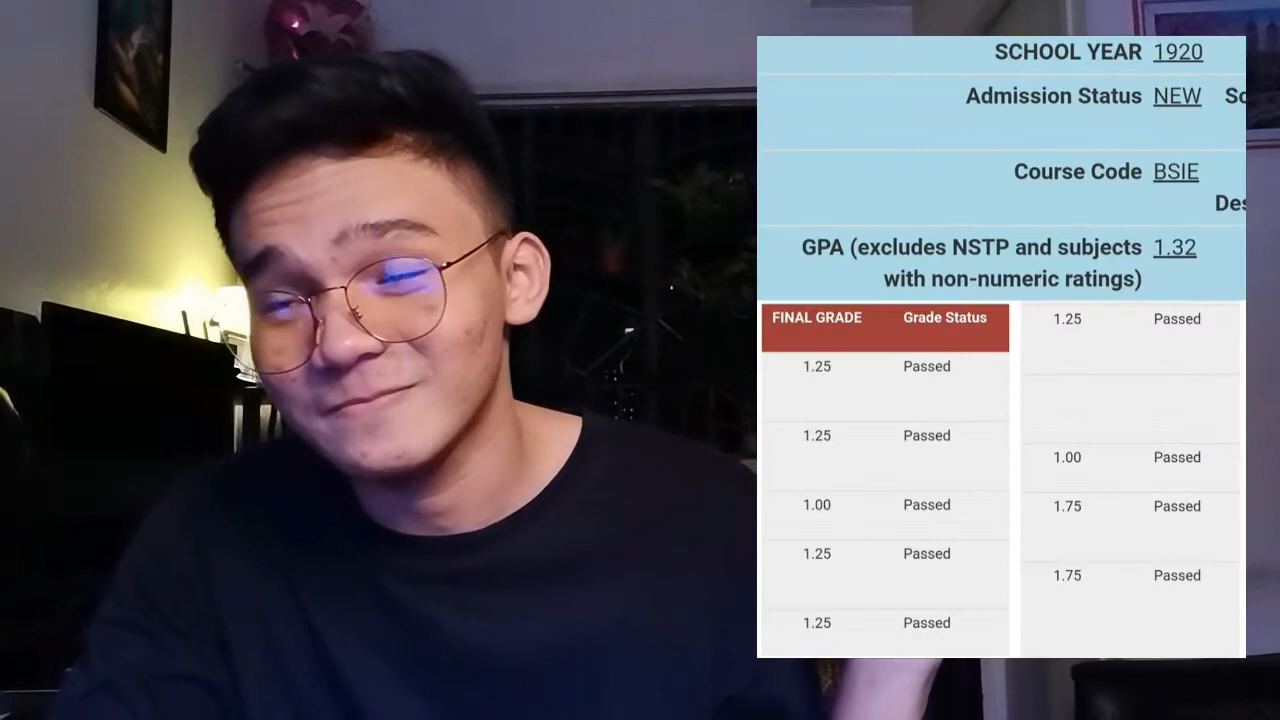 SCHOOL YEAR 1920
Admission Status NEW
Course Code BSIE
GPA (excludes NSTP and subjects 1.32
with non-numeric ratings)
FINAL GRADE Grade Status
1.25 Passed
1.25 Passed
1.00 Passed
1.25 Passed
1.25 Passed
1.25 Passed
1.00 Passed
1.75 Passed
1.75 Passed